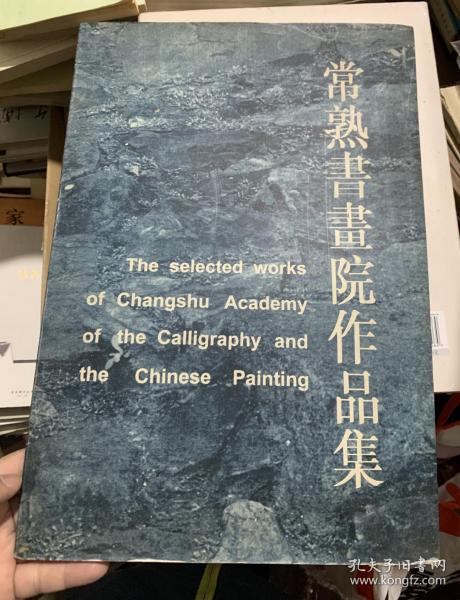 常熟書畫院作品集
The selected works
of Changshu Academy
of the Calligraphy and
the Chinese Painting
家
孔夫子旧书网
www.kongfz.com